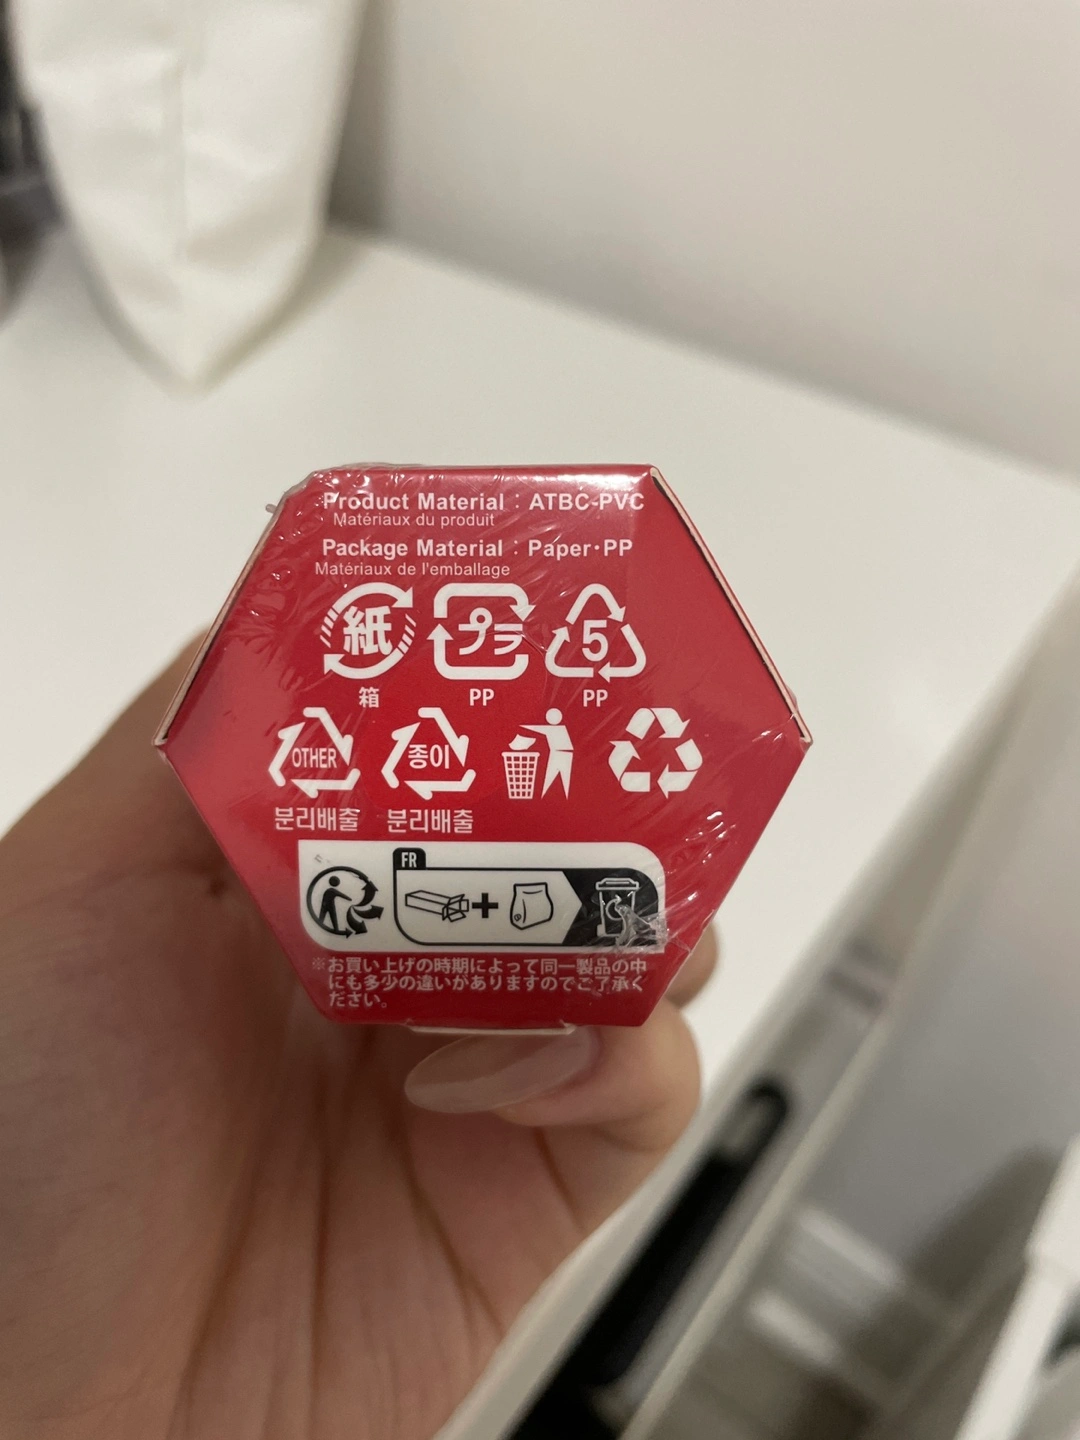 Product Material : ATBC-PVC
Matériaux du produit
Package Material : Paper・PP
Matériaux de l'emballage
紙 プラ 5
箱 PP PP
OTHER 종이
분리배출 분리배출
FR
※お買い上げの時期によって同一製品の中
にも多少の違いがありますのでご了承く
ださい。